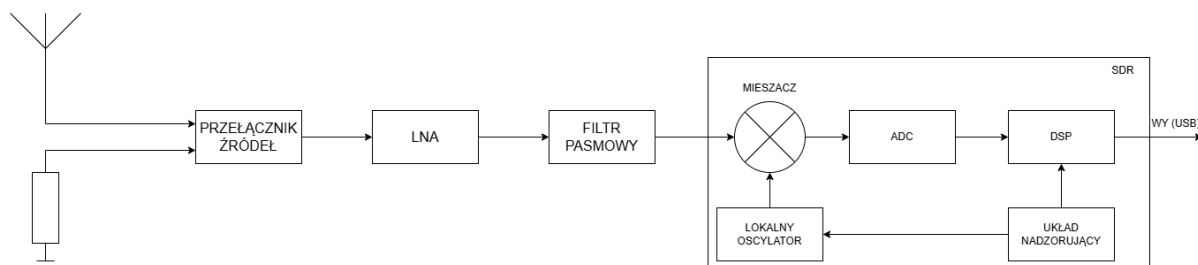 SDR
MIESZACZ
PRZEŁĄCZNIK
ŹRÓDEŁ
LNA
FILTR
PASMOWY
ADC
DSP
WY (USB)
LOKALNY
OSCYLATOR
UKŁAD
NADZORUJĄCY